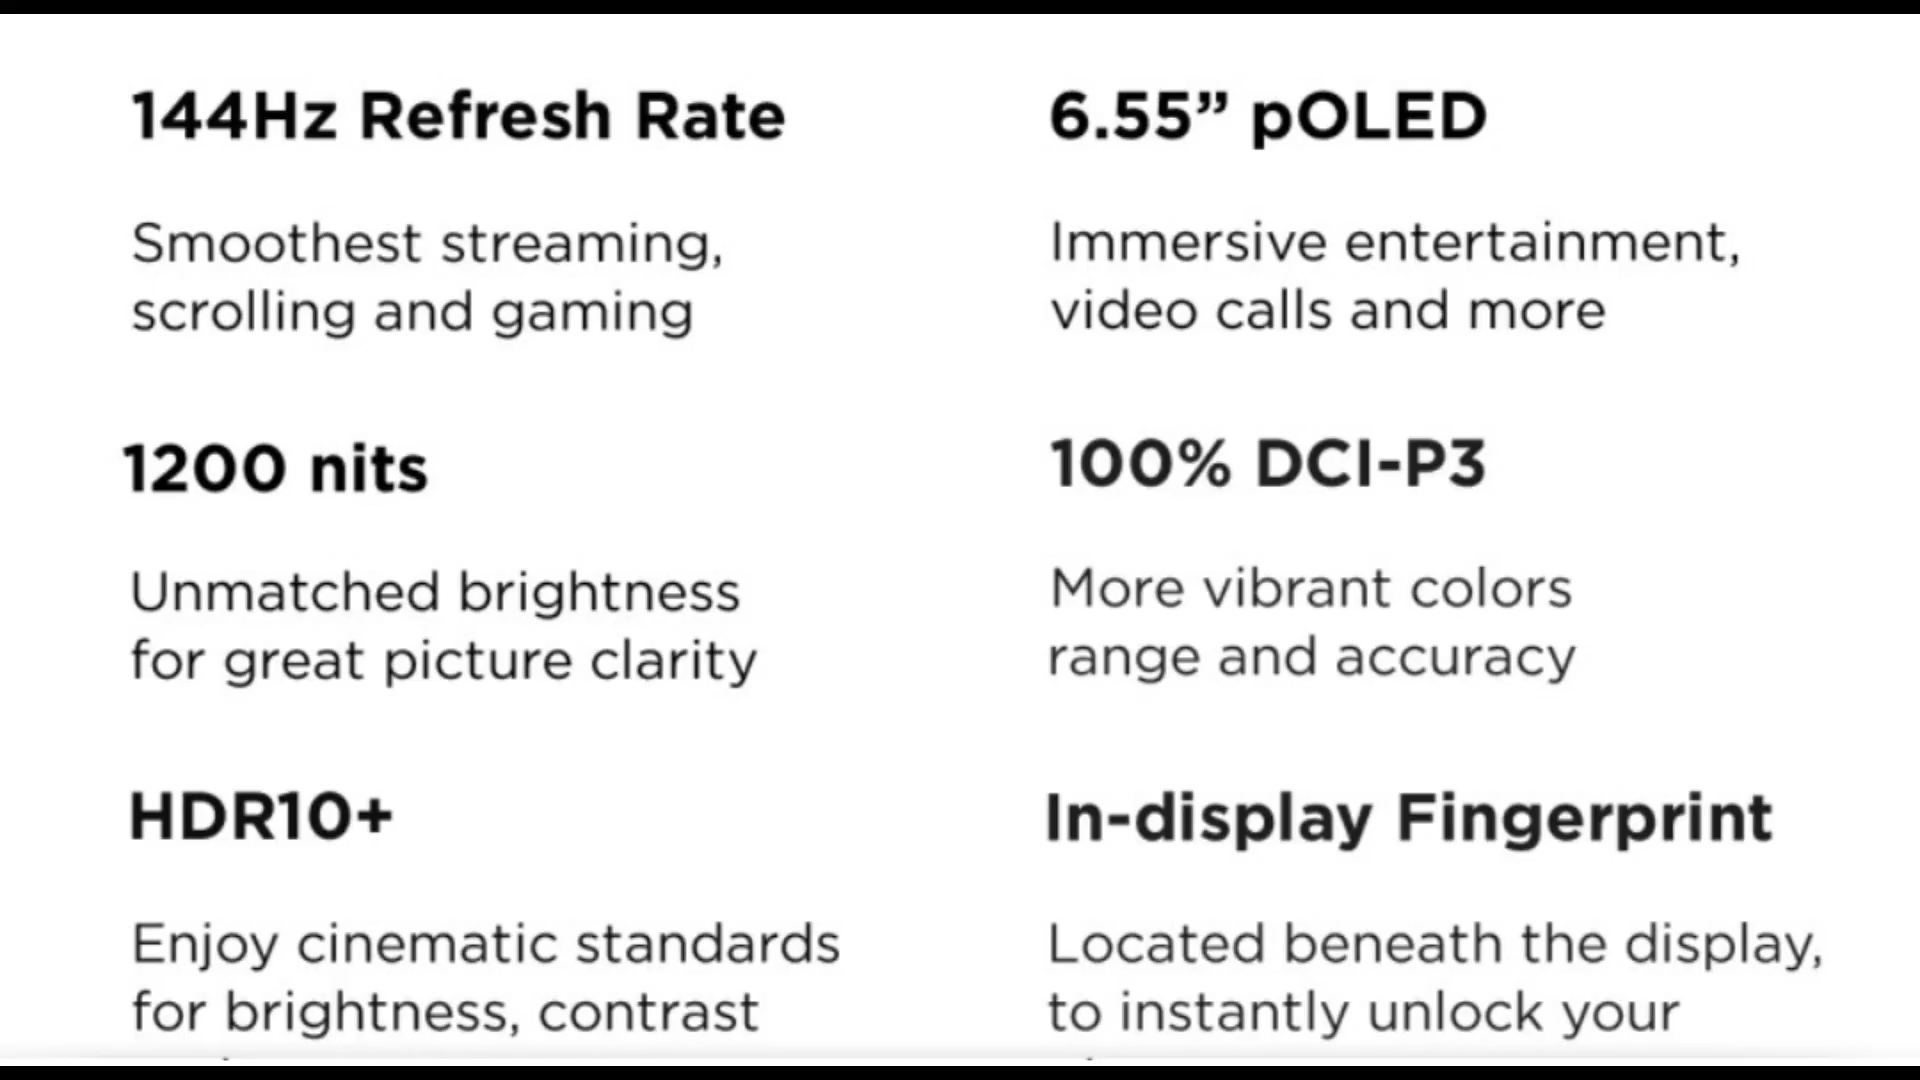 144Hz Refresh Rate
Smoothest streaming,
scrolling and gaming
6.55” pOLED
Immersive entertainment,
video calls and more
1200 nits
Unmatched brightness
for great picture clarity
100% DCI-P3
More vibrant colors
range and accuracy
HDR10+
Enjoy cinematic standards
for brightness, contrast
In-display Fingerprint
Located beneath the display,
to instantly unlock your